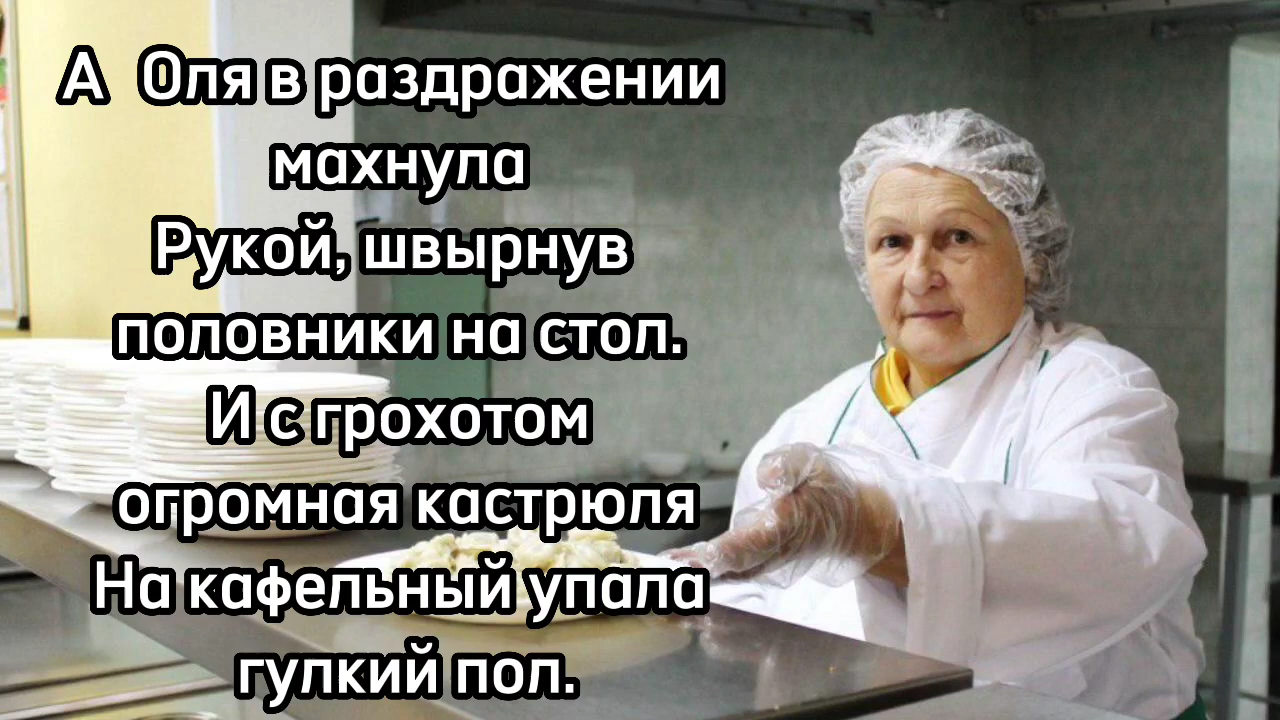 А Оля в раздражении
махнула
Рукой, швырнув
половники на стол.
И с грохотом
огромная кастрюля
На кафельный упала
гулкий пол.